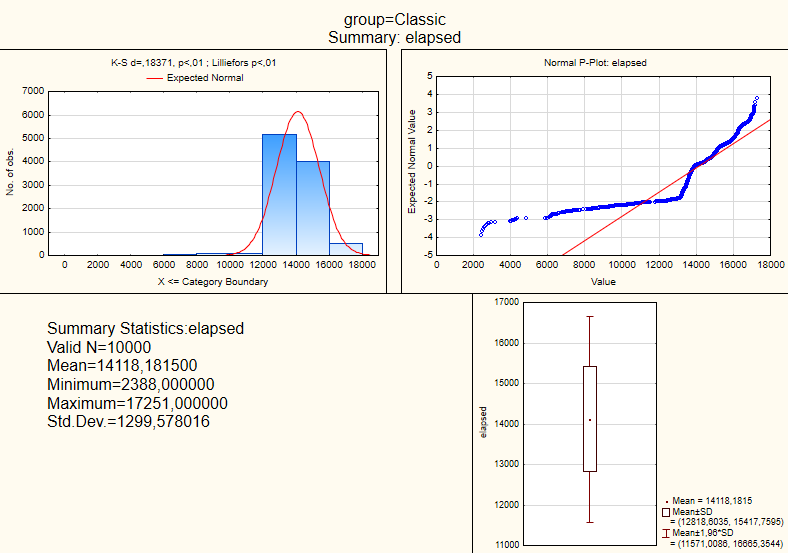 group=Classic
Summary: elapsed
K-S d=,18371, p<,01 ; Lilliefors p<,01
Expected Normal
7000
6000
5000
4000
3000
2000
1000
0
No. of obs.
0 2000 4000 6000 8000 10000 12000 14000 16000 18000
X <= Category Boundary
Normal P-Plot: elapsed
5
4
3
2
1
0
-1
-2
-3
-4
-5
Expected Normal Value
0 2000 4000 6000 8000 10000 12000 14000 16000 18000
Value
Summary Statistics:elapsed
Valid N=10000
Mean=14118,181500
Minimum=2388,000000
Maximum=17251,000000
Std.Dev.=1299,578016
17000
16000
15000
14000
13000
12000
11000
elapsed
Mean = 14118,1815
Mean±SD
= (12818,6035, 15417,7595)
Mean±1,96*SD
= (11571,0086, 16665,3544)